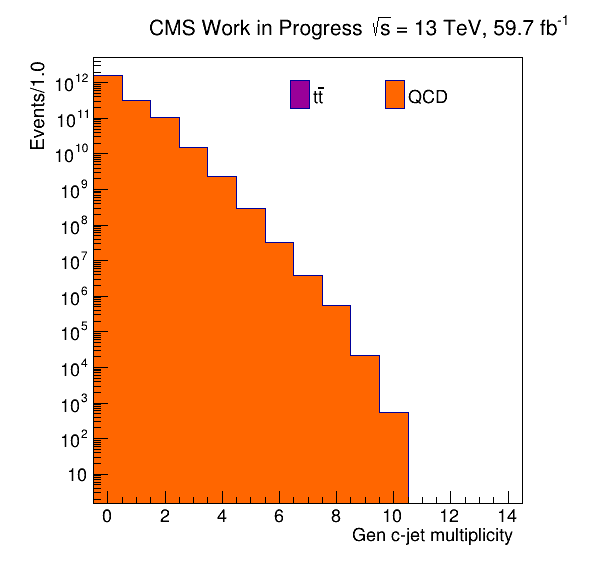 CMS Work in Progress √s = 13 TeV, 59.7 fb⁻¹
Events/1.0
tt̄
QCD
10¹²
10¹¹
10¹⁰
10⁹
10⁸
10⁷
10⁶
10⁵
10⁴
10³
10²
10
0 2 4 6 8 10 12 14
Gen c-jet multiplicity